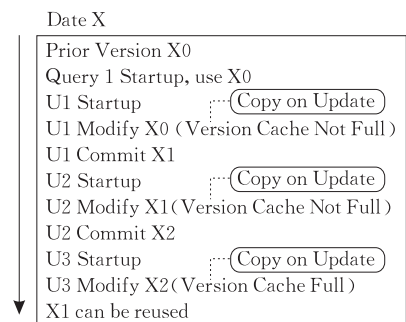 Date X
Prior Version X0
Query 1 Startup, use X0
U1 Startup Copy on Update
U1 Modify X0 (Version Cache Not Full)
U1 Commit X1
U2 Startup Copy on Update
U2 Modify X1(Version Cache Not Full)
U2 Commit X2
U3 Startup Copy on Update
U3 Modify X2(Version Cache Full)
X1 can be reused